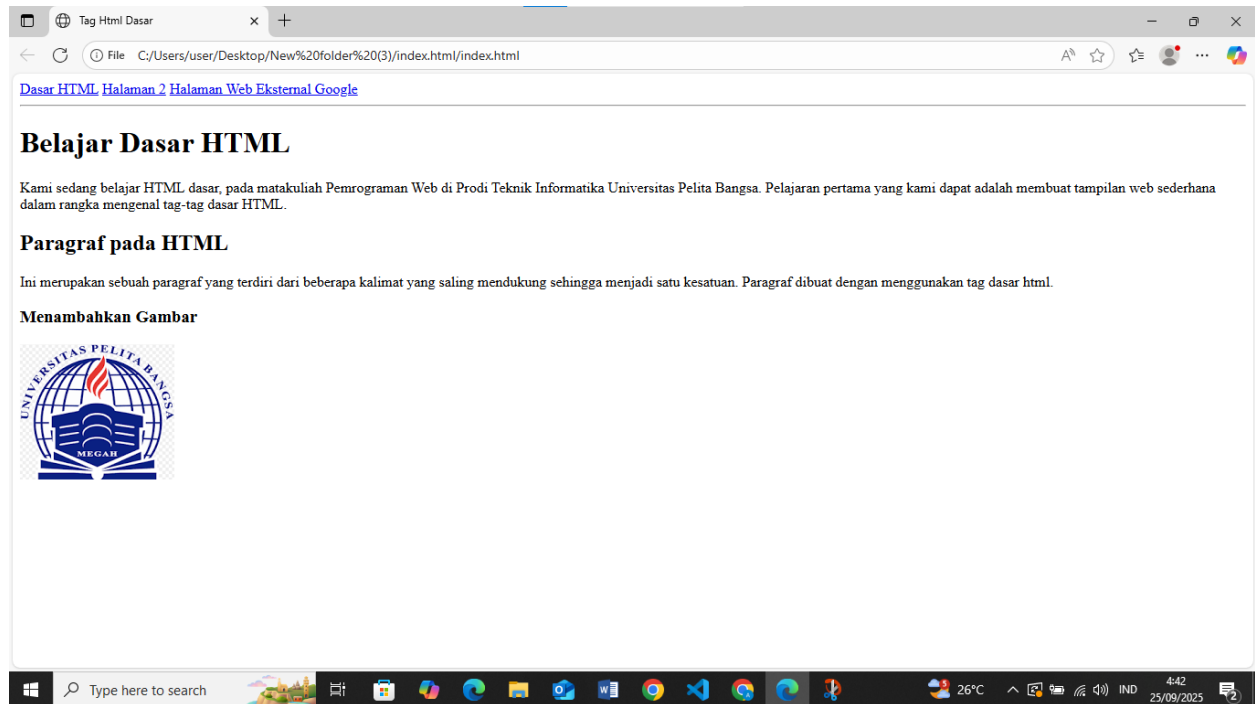 Tag Html Dasar
File C:/Users/user/Desktop/New%20folder%20(3)/index.html/index.html
Dasar HTML Halaman 2 Halaman Web Eksternal Google
Belajar Dasar HTML
Kami sedang belajar HTML dasar, pada matakuliah Pemrograman Web di Prodi Teknik Informatika Universitas Pelita Bangsa. Pelajaran pertama yang kami dapat adalah membuat tampilan web sederhana
dalam rangka mengenal tag-tag dasar HTML.
Paragraf pada HTML
Ini merupakan sebuah paragraf yang terdiri dari beberapa kalimat yang saling mendukung sehingga menjadi satu kesatuan. Paragraf dibuat dengan menggunakan tag dasar html.
Menambahkan Gambar
UNIVERSITAS PELITA BANGSA
MEGAH
Type here to search
5
26°C
IND
4:42
25/09/2025
2